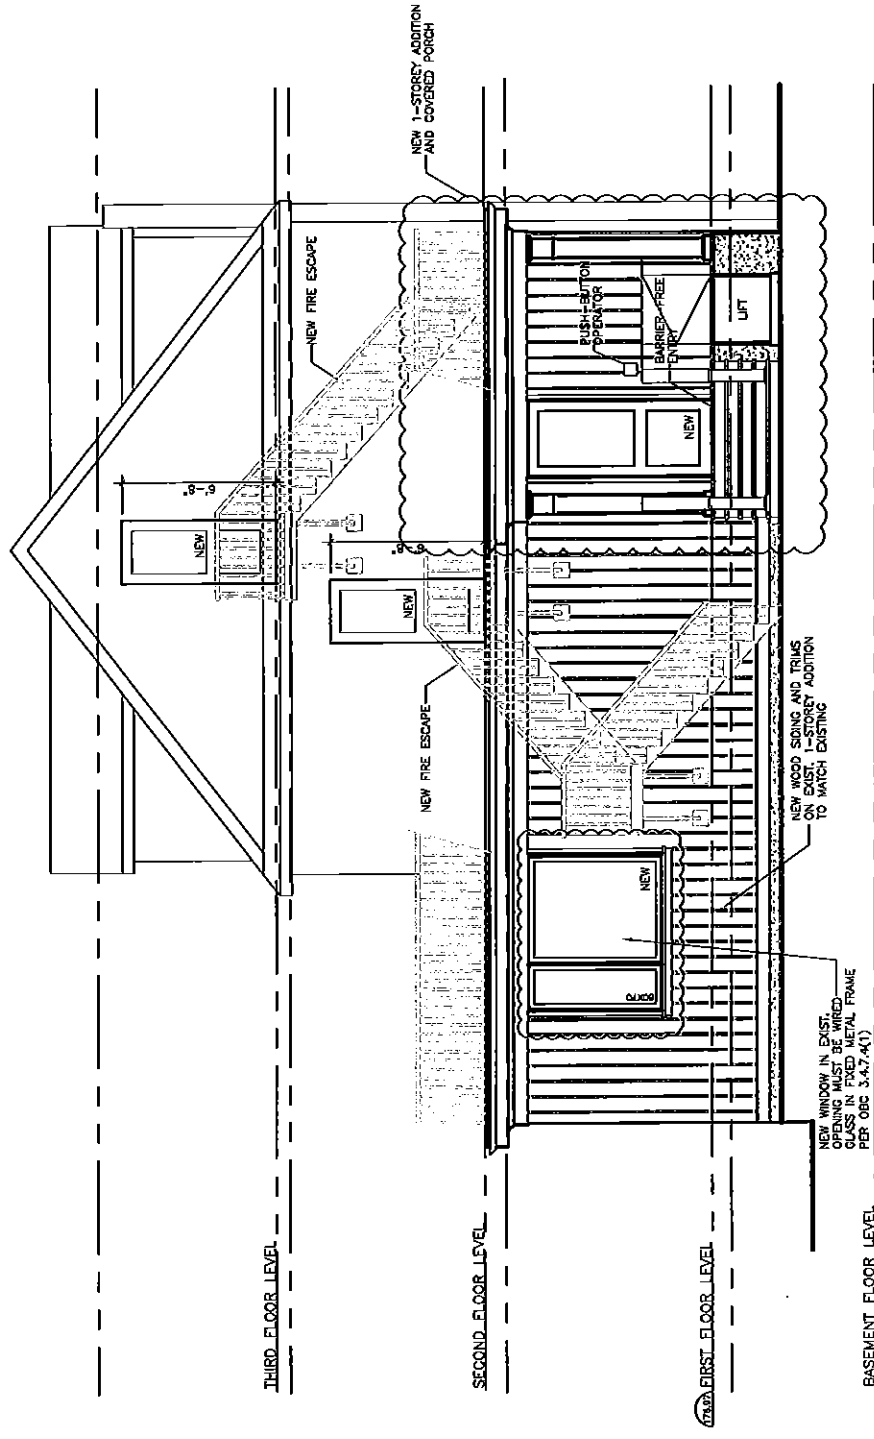 NEW 1-STOREY ADDITION
AND COVERED PORCH
NEW FIRE ESCAPE
6'-8"
NEW
THIRD FLOOR LEVEL
6'-8"
NEW
NEW FIRE ESCAPE
SECOND FLOOR LEVEL
PUSH-BUTTON
OPERATOR
BARRIER-FREE
ENTRY
LIFT
NEW
NEW
FIRST FLOOR LEVEL
NEW WOOD SIDING AND TRIMS
ON EXIST. 1-STOREY ADDITION
TO MATCH EXISTING
NEW WINDOW IN EXIST.
OPENING MUST BE WIRED
GLASS IN FIXED METAL FRAME
PER OBC 3.4.7.4(1)
BASEMENT FLOOR LEVEL